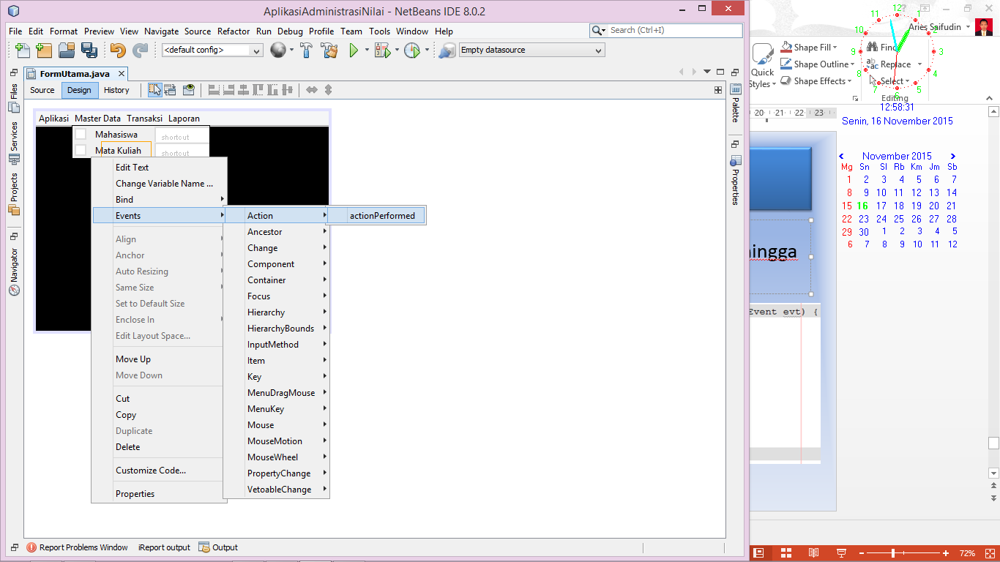 AplikasiAdministrasiNilai - NetBeans IDE 8.0.2
File Edit Format Preview View Navigate Source Refactor Run Debug Profile Team Tools Window Help
Search (Ctrl+I)
<default config>
Empty datasource
FormUtama.java
Source Design History
Files
Services
Projects
Navigator
Palette
Properties
Aplikasi Master Data Transaksi Laporan
Mahasiswa shortcut
Mata Kuliah shortcut
Edit Text
Change Variable Name ...
Bind
Events
Align
Anchor
Auto Resizing
Same Size
Set to Default Size
Enclose In
Edit Layout Space...
Move Up
Move Down
Cut
Copy
Duplicate
Delete
Customize Code...
Properties
Action
Ancestor
Change
Component
Container
Focus
Hierarchy
HierarchyBounds
InputMethod
Item
Key
MenuDragMouse
MenuKey
Mouse
MouseMotion
MouseWheel
PropertyChange
VetoableChange
actionPerformed
Report Problems Window iReport output Output
Aries Saifudin
Quick
Styles
Shape Fill
Shape Outline
Shape Effects
Find
Replace
Select
Editing
12 1 2 3 4 5 6 7 8 9 10 11
12:58:31
Senin, 16 November 2015
20 21 22 23
< November 2015 >
Mg Sn Sl Rb Km Jm Sb
1 2 3 4 5 6 7
8 9 10 11 12 13 14
15 16 17 18 19 20 21
22 23 24 25 26 27 28
29 30 1 2 3 4 5
6 7 8 9 10 11 12
hingga
Event evt) {
72%